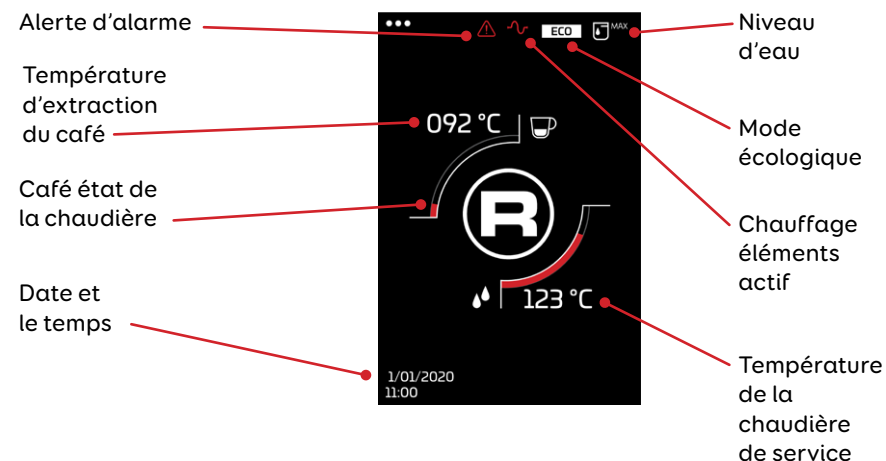 Alerte d’alarme
Température
d’extraction
du café
Café état de
la chaudière
Date et
le temps
•••
ECO
MAX
092 °C
R
123 °C
1/01/2020
11:00
Niveau
d’eau
Mode
écologique
Chauffage
éléments
actif
Température
de la
chaudière
de service